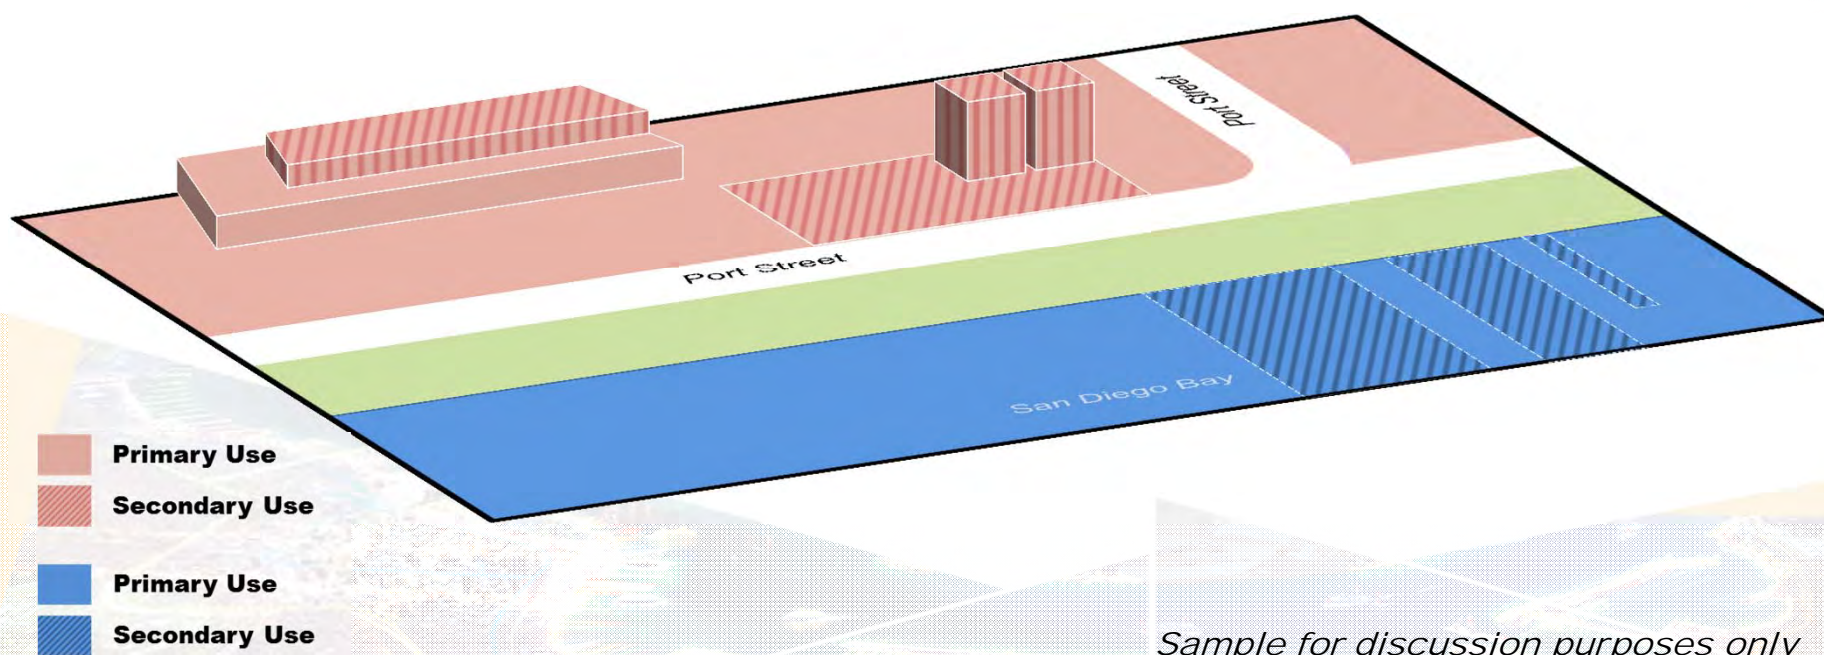 Port Street
Port Street
San Diego Bay
Primary Use
Secondary Use
Primary Use
Secondary Use
Sample for discussion purposes only